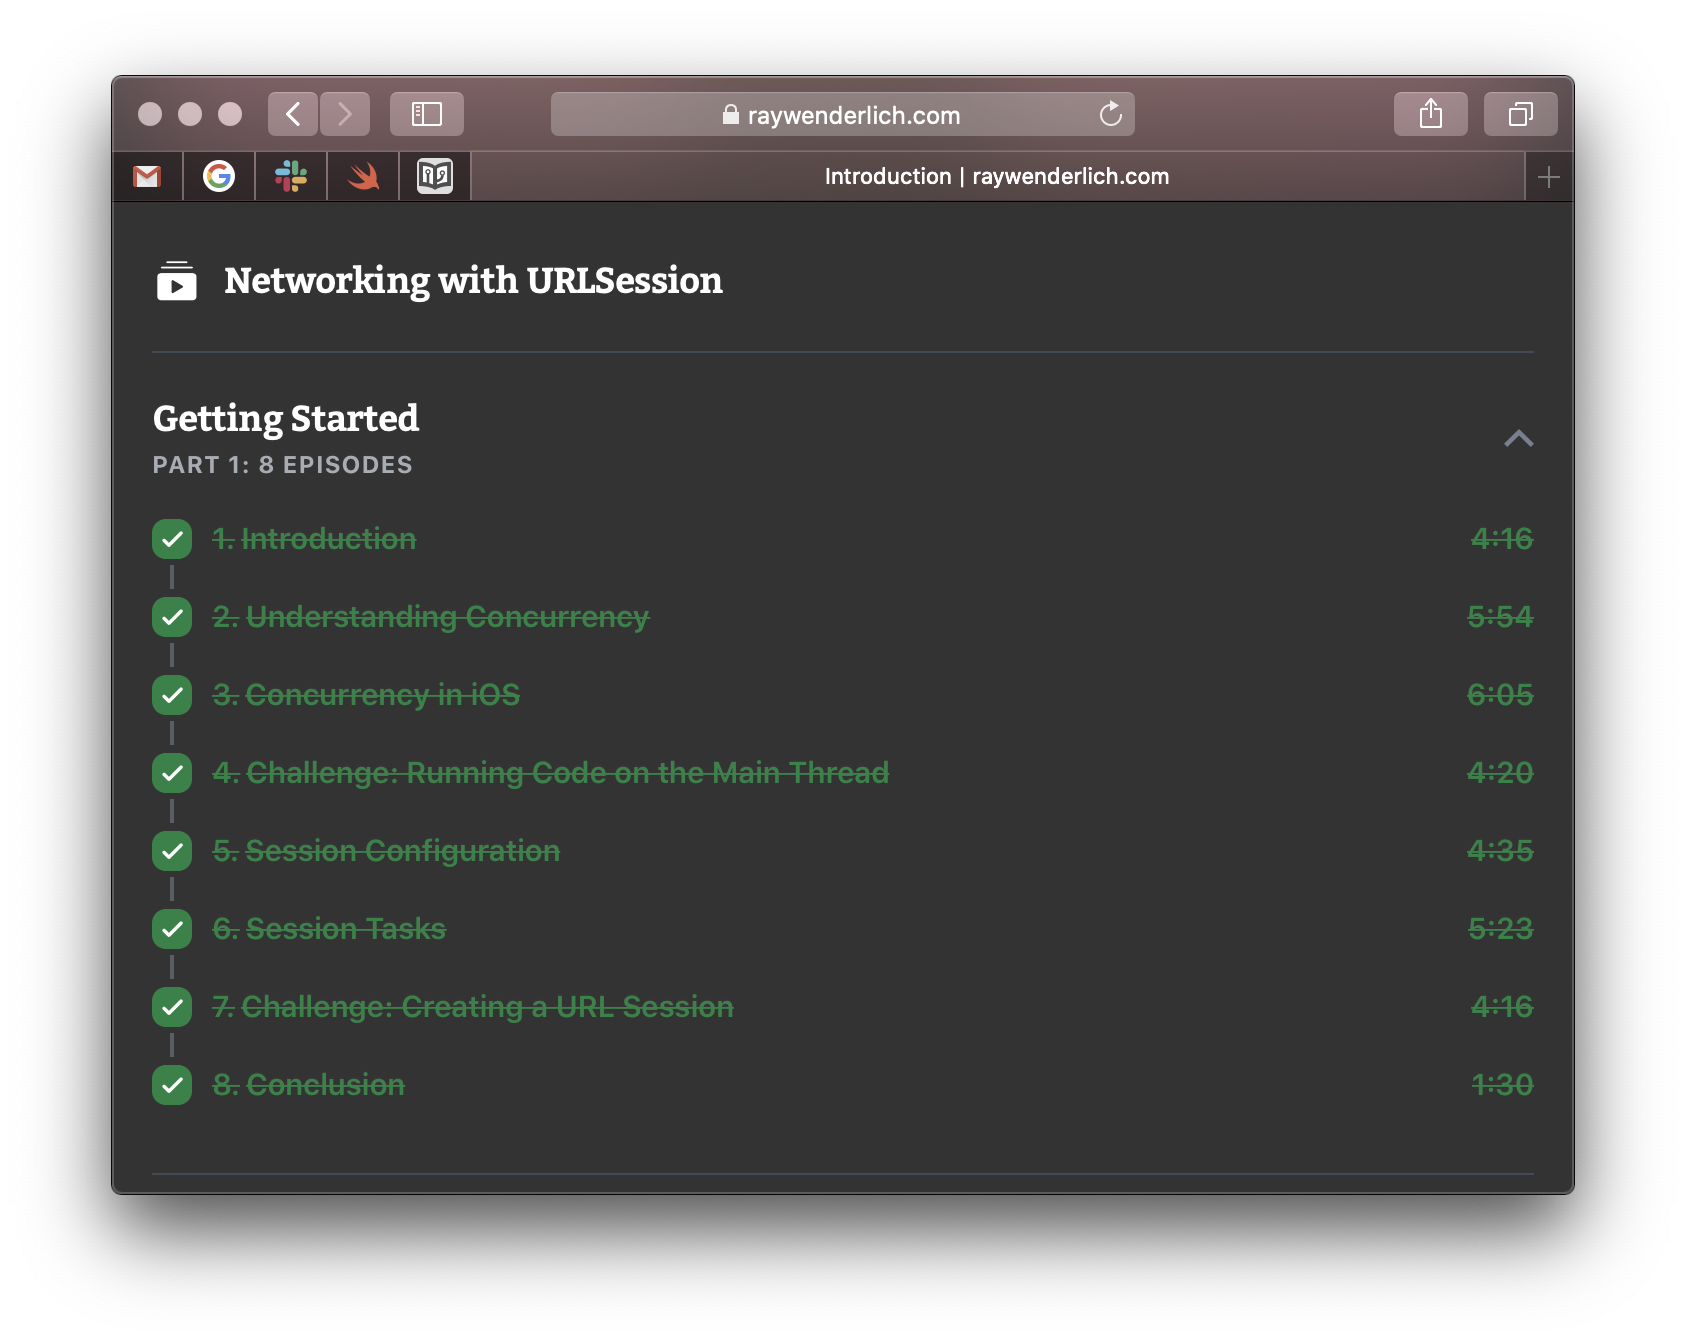 raywenderlich.com
Introduction | raywenderlich.com
Networking with URLSession
Getting Started
PART 1: 8 EPISODES
1. Introduction 4:16
2. Understanding Concurrency 5:54
3. Concurrency in iOS 6:05
4. Challenge: Running Code on the Main Thread 4:20
5. Session Configuration 4:35
6. Session Tasks 5:23
7. Challenge: Creating a URL Session 4:16
8. Conclusion 1:30